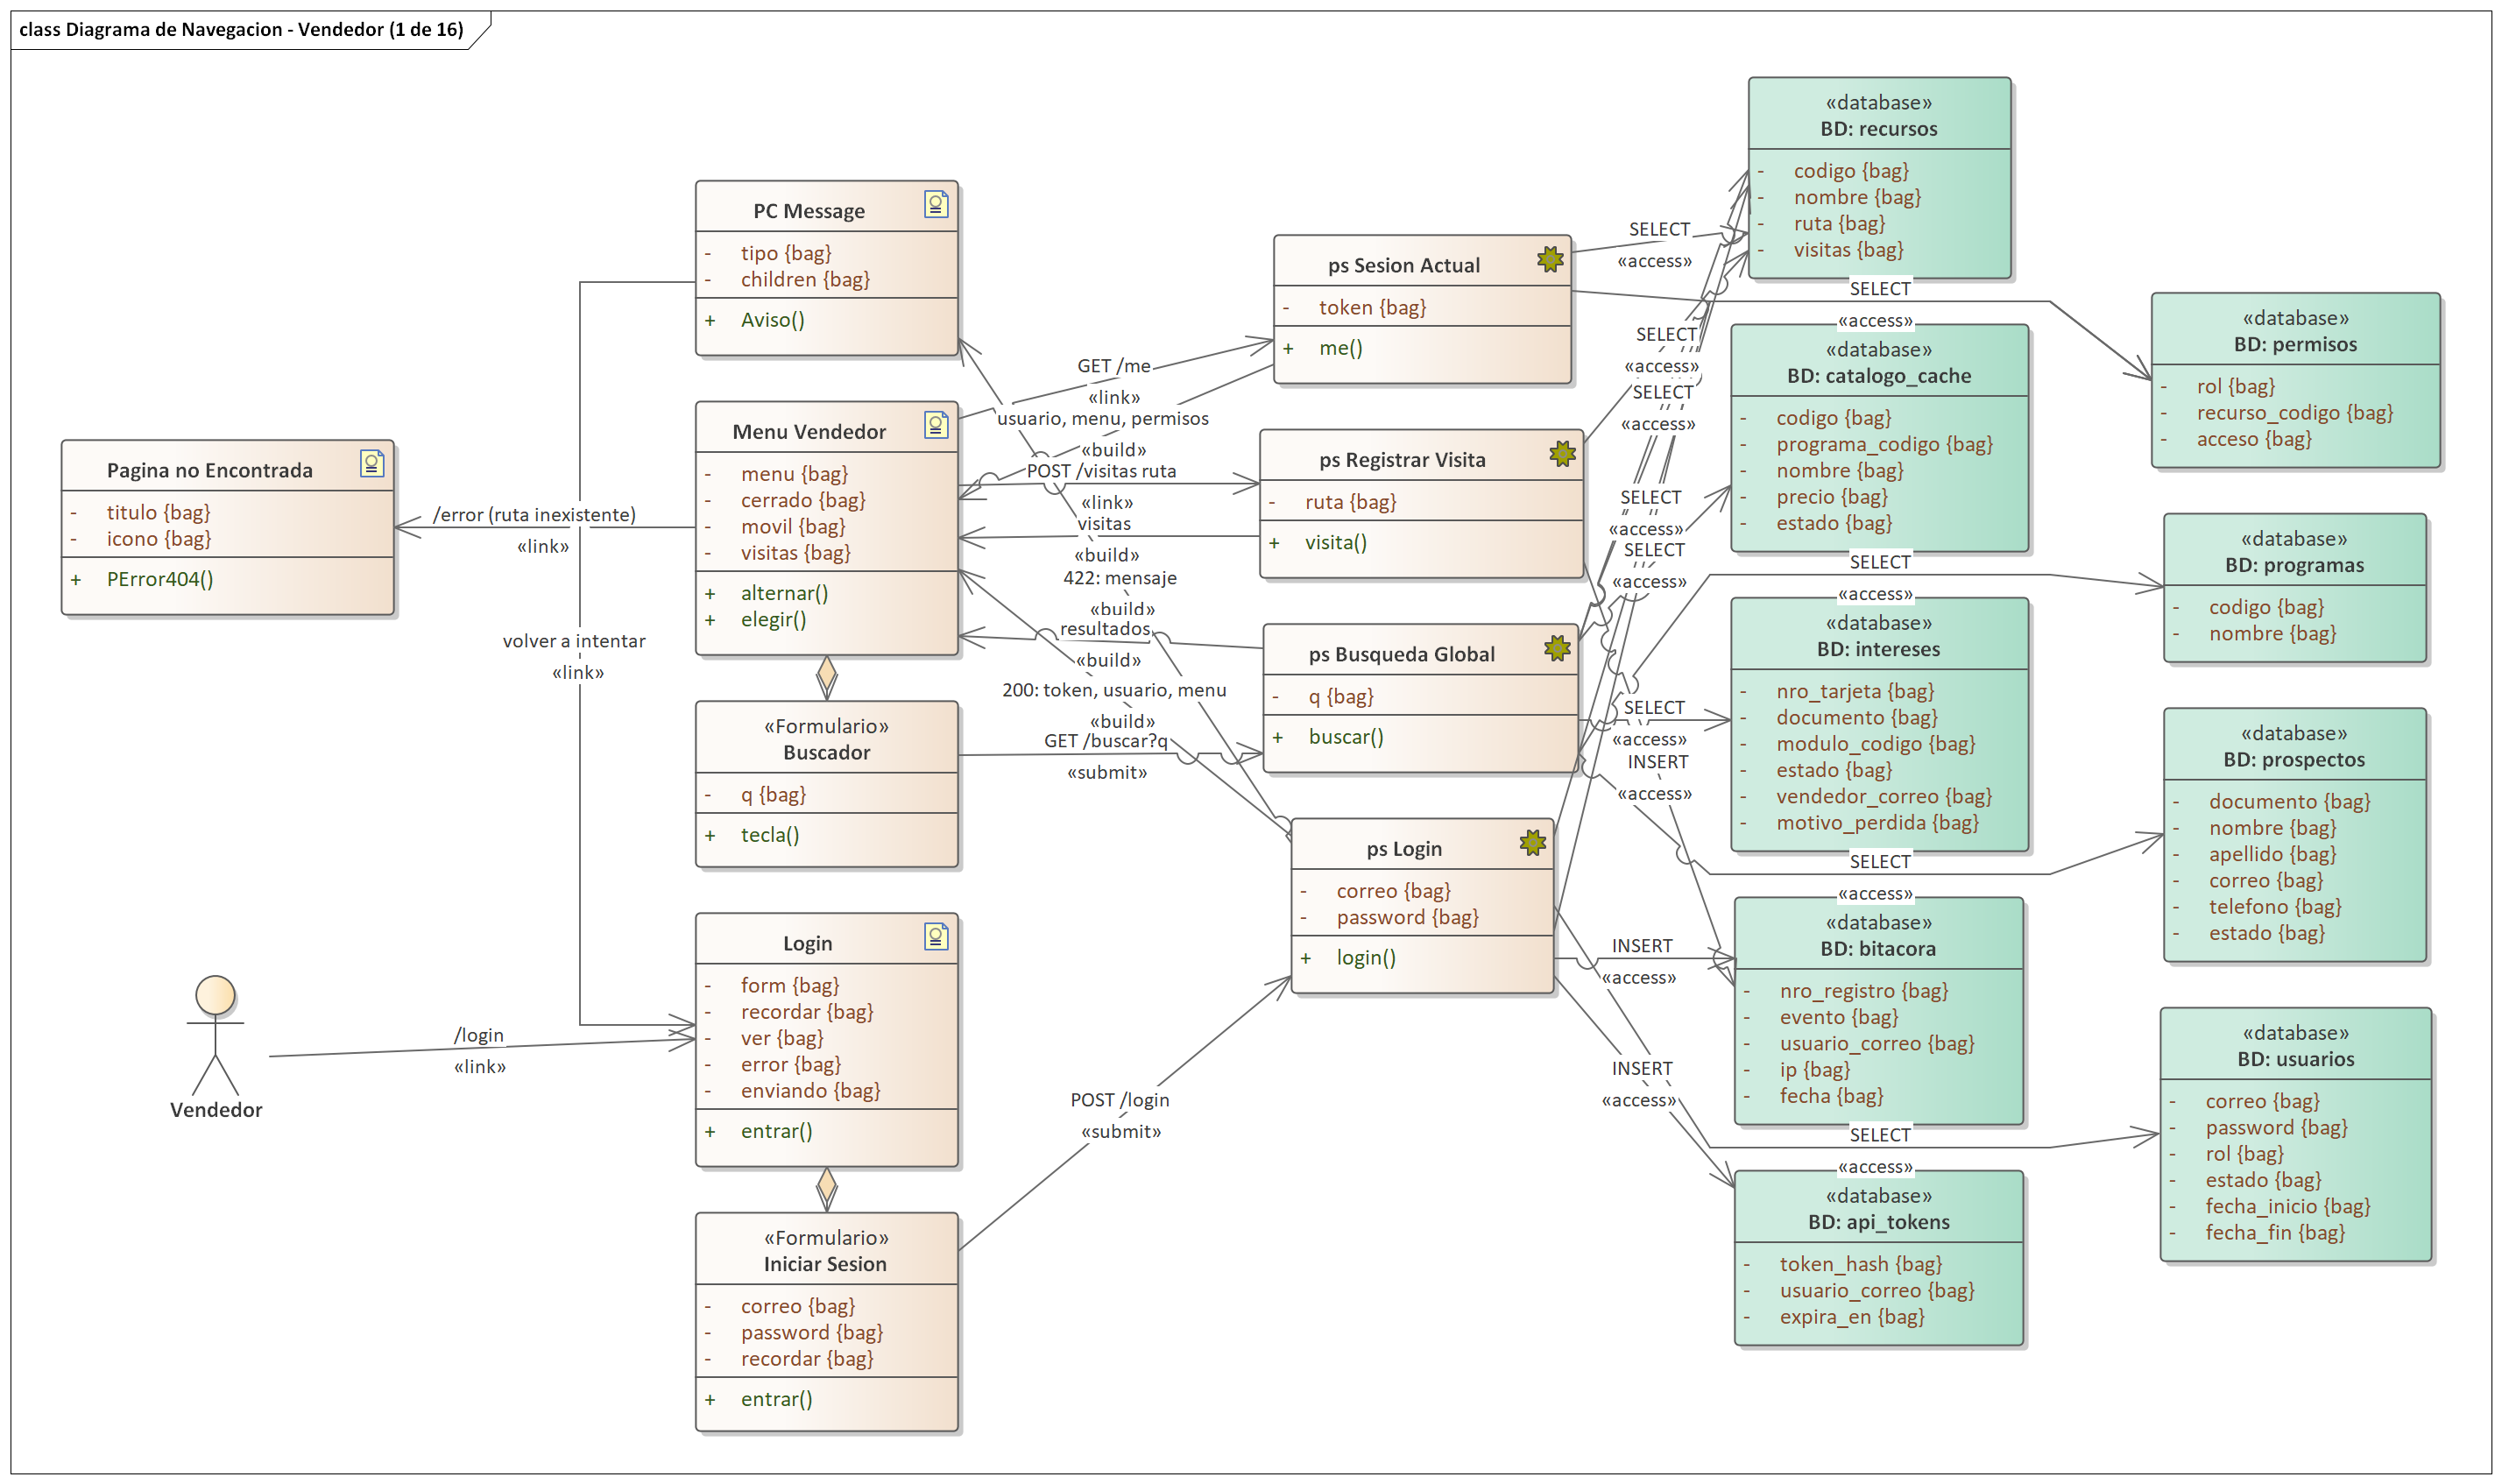 class Diagrama de Navegacion - Vendedor (1 de 16)
Pagina no Encontrada
- titulo {bag}
- icono {bag}
+ PError404()
Vendedor
/login
«link»
/error (ruta inexistente)
«link»
volver a intentar
«link»
PC Message
- tipo {bag}
- children {bag}
+ Aviso()
Menu Vendedor
- menu {bag}
- cerrado {bag}
- movil {bag}
- visitas {bag}
+ alternar()
+ elegir()
«Formulario»
Buscador
- q {bag}
+ tecla()
Login
- form {bag}
- recordar {bag}
- ver {bag}
- error {bag}
- enviando {bag}
+ entrar()
«Formulario»
Iniciar Sesion
- correo {bag}
- password {bag}
- recordar {bag}
+ entrar()
GET /me
«link»
usuario, menu, permisos
«build»
POST /visitas ruta
«link»
visitas
«build»
422: mensaje
«build»
resultados
«build»
200: token, usuario, menu
«build»
GET /buscar?q
«submit»
POST /login
«submit»
ps Sesion Actual
- token {bag}
+ me()
ps Registrar Visita
- ruta {bag}
+ visita()
ps Busqueda Global
- q {bag}
+ buscar()
ps Login
- correo {bag}
- password {bag}
+ login()
SELECT
«access»
SELECT
«access»
SELECT
«access»
SELECT
«access»
SELECT
«access»
SELECT
«access»
SELECT
«access»
SELECT
«access»
INSERT
«access»
SELECT
«access»
INSERT
«access»
INSERT
«access»
SELECT
«access»
«database»
BD: recursos
- codigo {bag}
- nombre {bag}
- ruta {bag}
- visitas {bag}
«database»
BD: catalogo_cache
- codigo {bag}
- programa_codigo {bag}
- nombre {bag}
- precio {bag}
- estado {bag}
«database»
BD: intereses
- nro_tarjeta {bag}
- documento {bag}
- modulo_codigo {bag}
- estado {bag}
- vendedor_correo {bag}
- motivo_perdida {bag}
«database»
BD: bitacora
- nro_registro {bag}
- evento {bag}
- usuario_correo {bag}
- ip {bag}
- fecha {bag}
«database»
BD: api_tokens
- token_hash {bag}
- usuario_correo {bag}
- expira_en {bag}
«database»
BD: permisos
- rol {bag}
- recurso_codigo {bag}
- acceso {bag}
«database»
BD: programas
- codigo {bag}
- nombre {bag}
«database»
BD: prospectos
- documento {bag}
- nombre {bag}
- apellido {bag}
- correo {bag}
- telefono {bag}
- estado {bag}
«database»
BD: usuarios
- correo {bag}
- password {bag}
- rol {bag}
- estado {bag}
- fecha_inicio {bag}
- fecha_fin {bag}